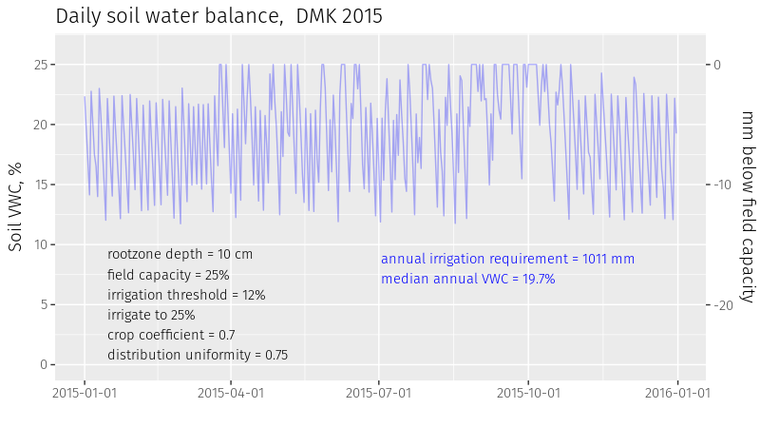 Daily soil water balance,  DMK 2015
Soil VWC, %
25
20
15
10
5
0
0
-10
-20
mm below field capacity
rootzone depth = 10 cm
field capacity = 25%
irrigation threshold = 12%
irrigate to 25%
crop coefficient = 0.7
distribution uniformity = 0.75
annual irrigation requirement = 1011 mm
median annual VWC = 19.7%
2015-01-01
2015-04-01
2015-07-01
2015-10-01
2016-01-01